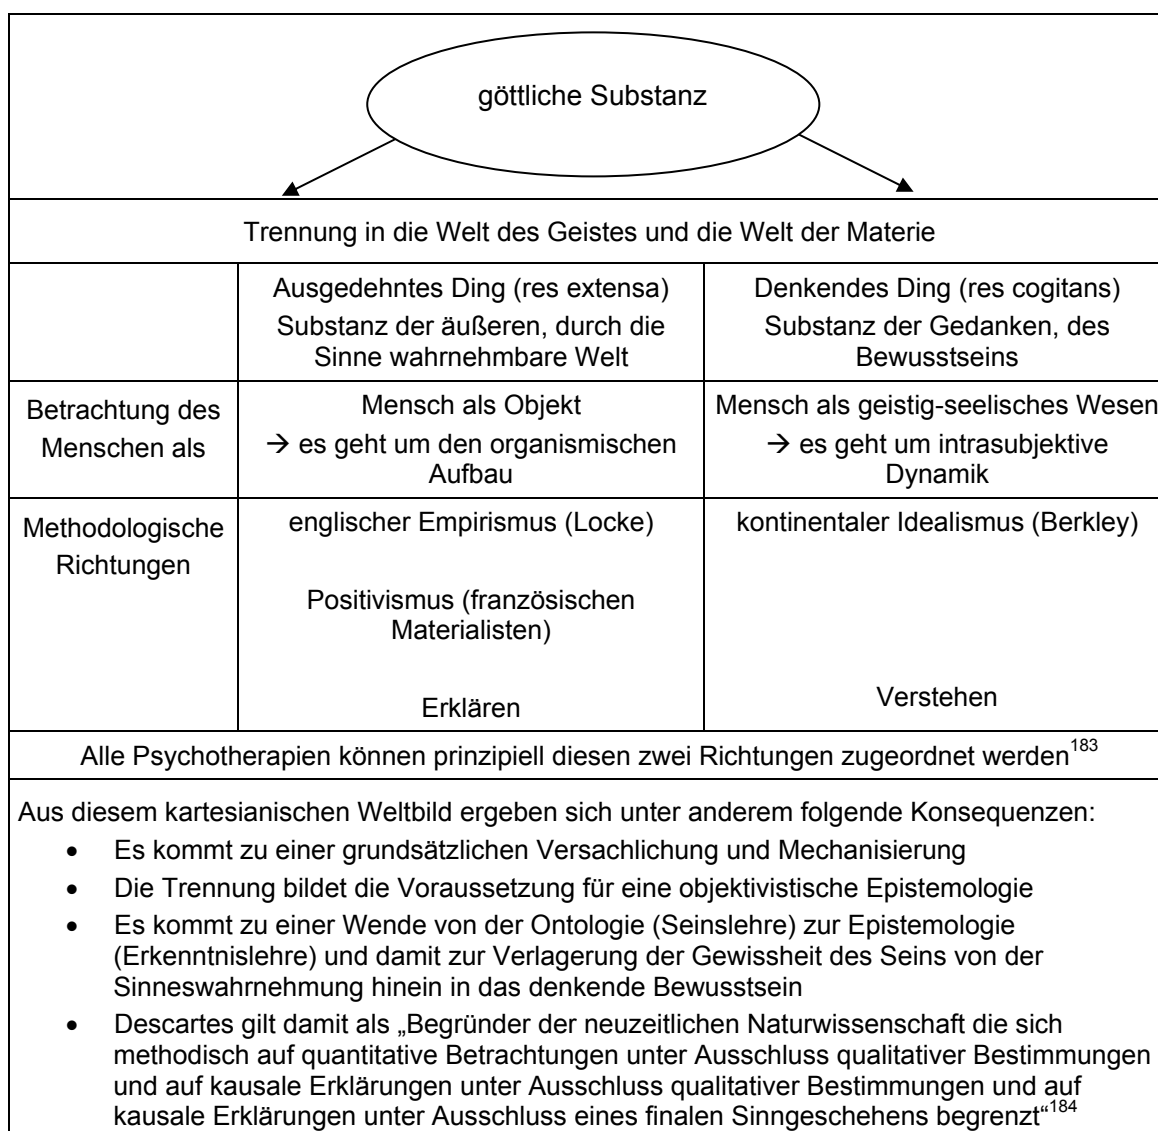 göttliche Substanz
Trennung in die Welt des Geistes und die Welt der Materie
Ausgedehntes Ding (res extensa)
Substanz der äußeren, durch die
Sinne wahrnehmbare Welt
Denkendes Ding (res cogitans)
Substanz der Gedanken, des
Bewusstseins
Betrachtung des
Menschen als
Mensch als Objekt
→ es geht um den organismischen
Aufbau
Mensch als geistig-seelisches Wesen
→ es geht um intrasubjektive
Dynamik
Methodologische
Richtungen
englischer Empirismus (Locke)
Positivismus (französischen
Materialisten)
Erklären
kontinentaler Idealismus (Berkley)
Verstehen
Alle Psychotherapien können prinzipiell diesen zwei Richtungen zugeordnet werden183
Aus diesem kartesianischen Weltbild ergeben sich unter anderem folgende Konsequenzen:
• Es kommt zu einer grundsätzlichen Versachlichung und Mechanisierung
• Die Trennung bildet die Voraussetzung für eine objektivistische Epistemologie
• Es kommt zu einer Wende von der Ontologie (Seinslehre) zur Epistemologie
(Erkenntnislehre) und damit zur Verlagerung der Gewissheit des Seins von der
Sinneswahrnehmung hinein in das denkende Bewusstsein
• Descartes gilt damit als „Begründer der neuzeitlichen Naturwissenschaft die sich
methodisch auf quantitative Betrachtungen unter Ausschluss qualitativer Bestimmungen
und auf kausale Erklärungen unter Ausschluss qualitativer Bestimmungen und auf
kausale Erklärungen unter Ausschluss eines finalen Sinngeschehens begrenzt“184